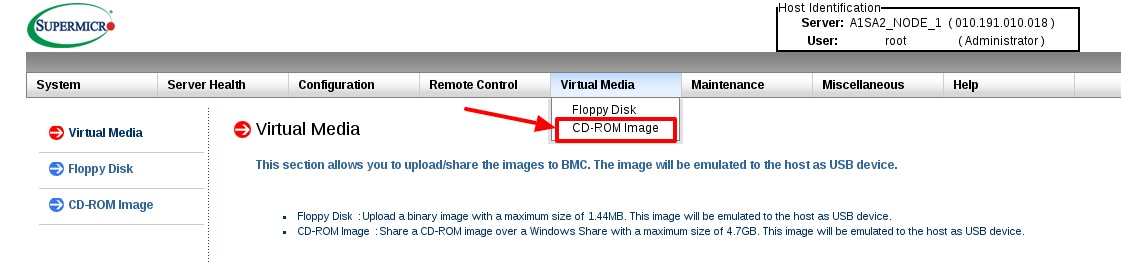 SUPERMICRO
Host Identification
Server: A1SA2_NODE_1 ( 010.191.010.018 )
User: root ( Administrator )
System Server Health Configuration Remote Control Virtual Media Maintenance Miscellaneous Help
Floppy Disk
CD-ROM Image
Virtual Media
Floppy Disk
CD-ROM Image
Virtual Media
This section allows you to upload/share the images to BMC. The image will be emulated to the host as USB device.
Floppy Disk : Upload a binary image with a maximum size of 1.44MB. This image will be emulated to the host as USB device.
CD-ROM Image : Share a CD-ROM image over a Windows Share with a maximum size of 4.7GB. This image will be emulated to the host as USB device.